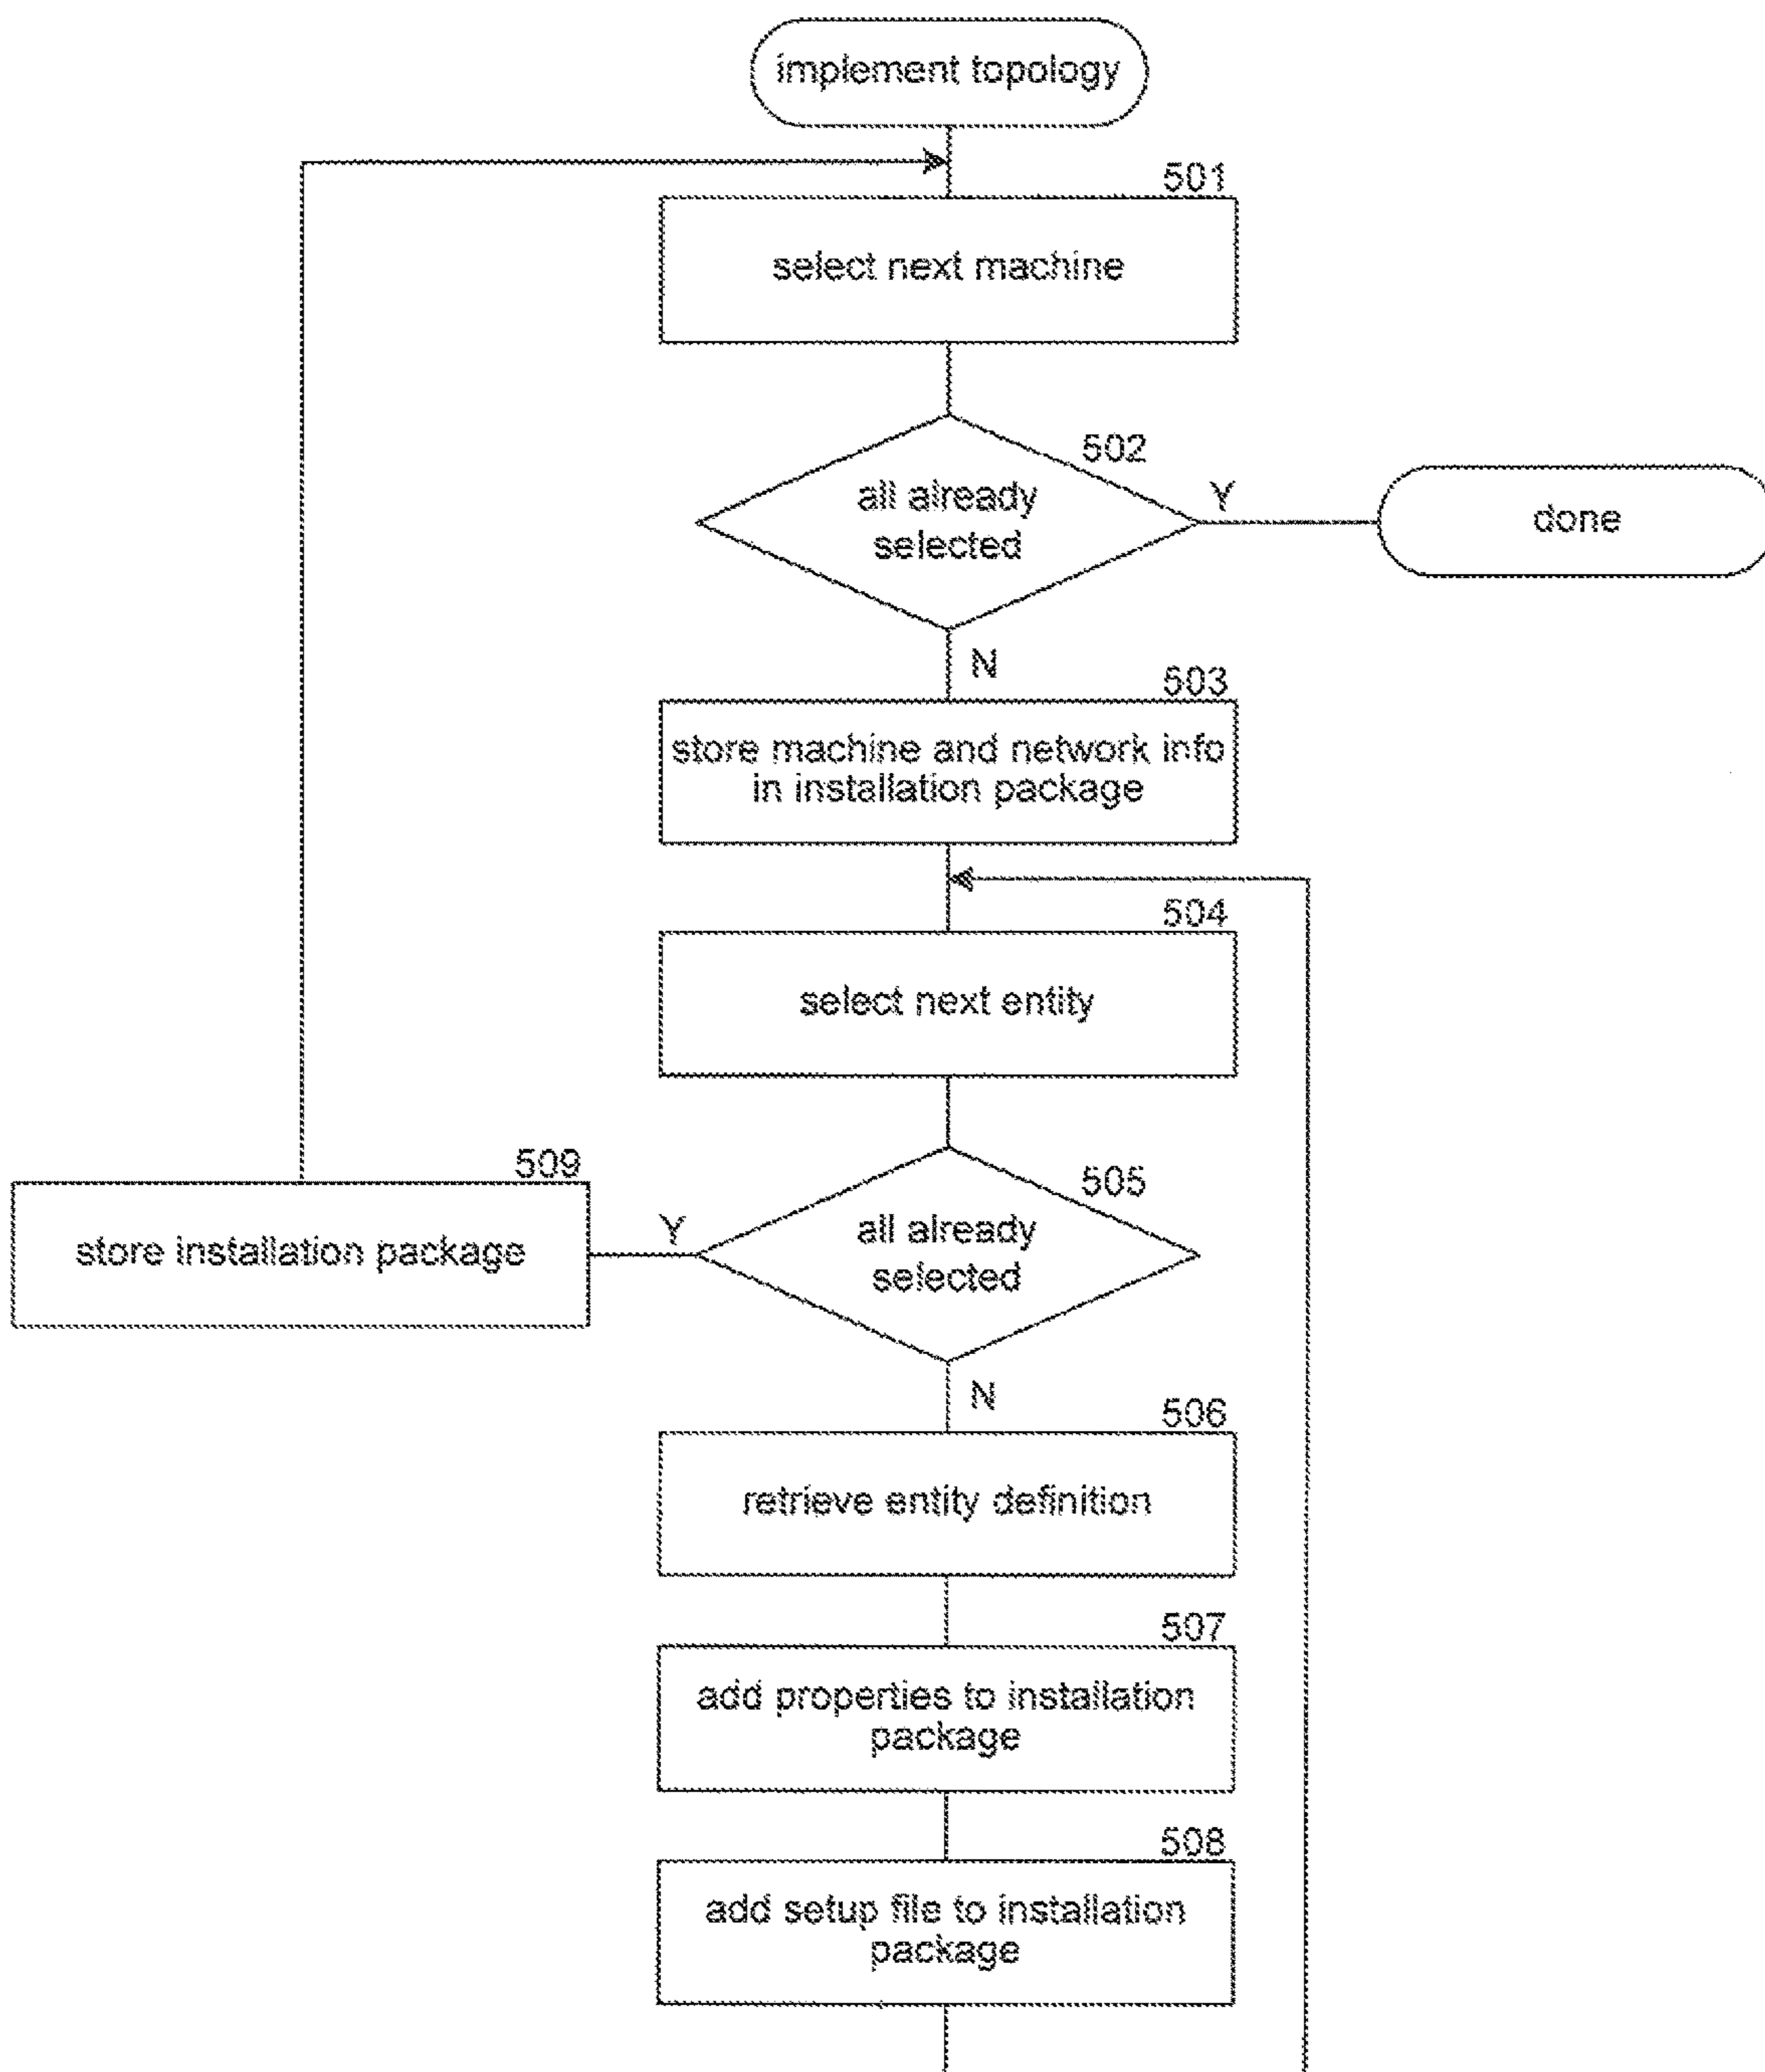 implement topology
501
select next machine
502
all already
selected
Y
done
N
503
store machine and network info
in installation package
504
select next entity
509
store installation package
Y
505
all already
selected
N
506
retrieve entity definition
507
add properties to installation
package
508
add setup file to installation
package